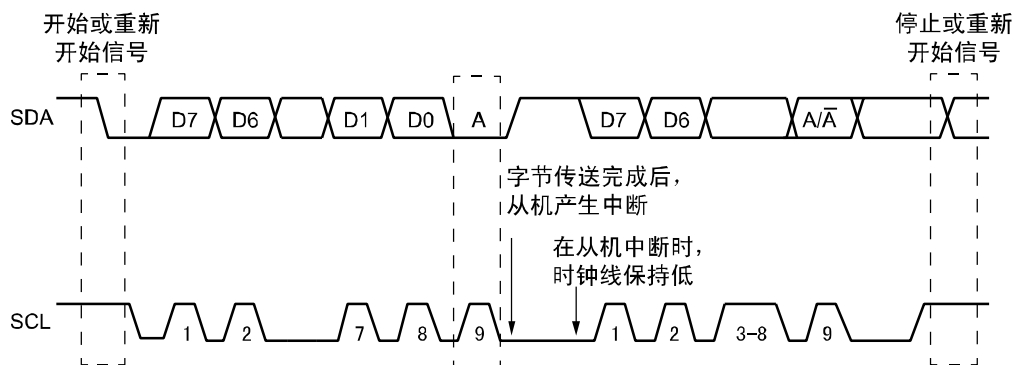 开始或重新
开始信号
停止或重新
开始信号
SDA
D7
D6
D1
D0
A
D7
D6
A/A̅
字节传送完成后，
从机产生中断
在从机中断时，
时钟线保持低
SCL
1
2
7
8
9
1
2
3-8
9